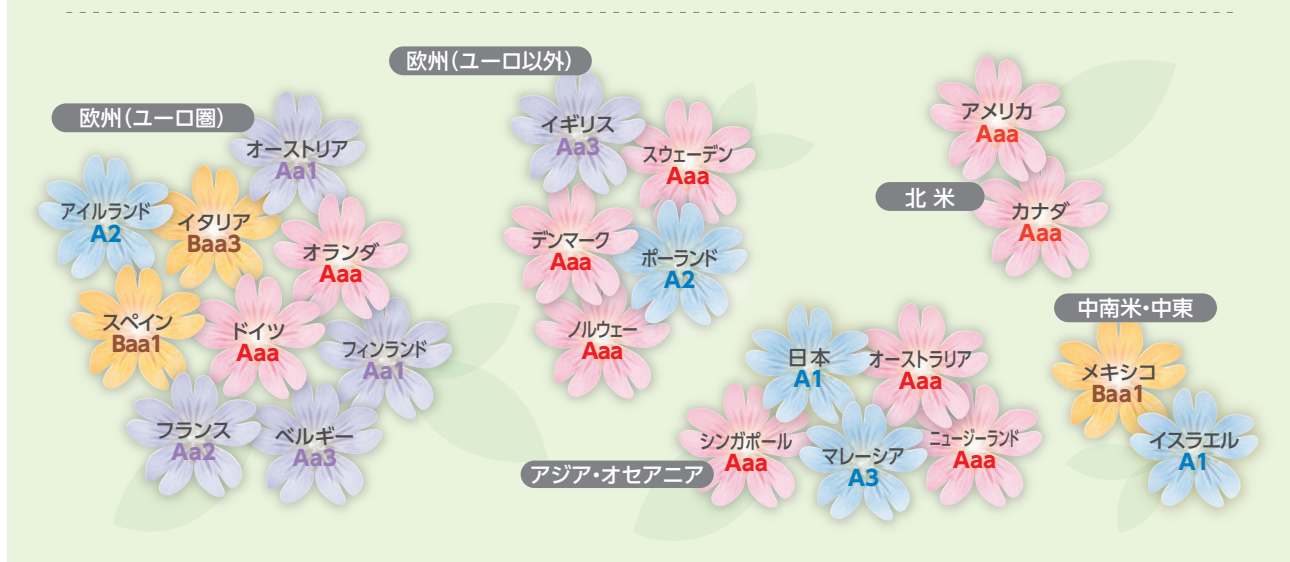 欧州（ユーロ圏）
オーストリア
Aa1
アイルランド
A2
イタリア
Baa3
オランダ
Aaa
スペイン
Baa1
ドイツ
Aaa
フィンランド
Aa1
フランス
Aa2
ベルギー
Aa3
欧州（ユーロ以外）
イギリス
Aa3
スウェーデン
Aaa
デンマーク
Aaa
ポーランド
A2
ノルウェー
Aaa
北米
アメリカ
Aaa
カナダ
Aaa
アジア・オセアニア
日本
A1
オーストラリア
Aaa
シンガポール
Aaa
マレーシア
A3
ニュージーランド
Aaa
中南米・中東
メキシコ
Baa1
イスラエル
A1